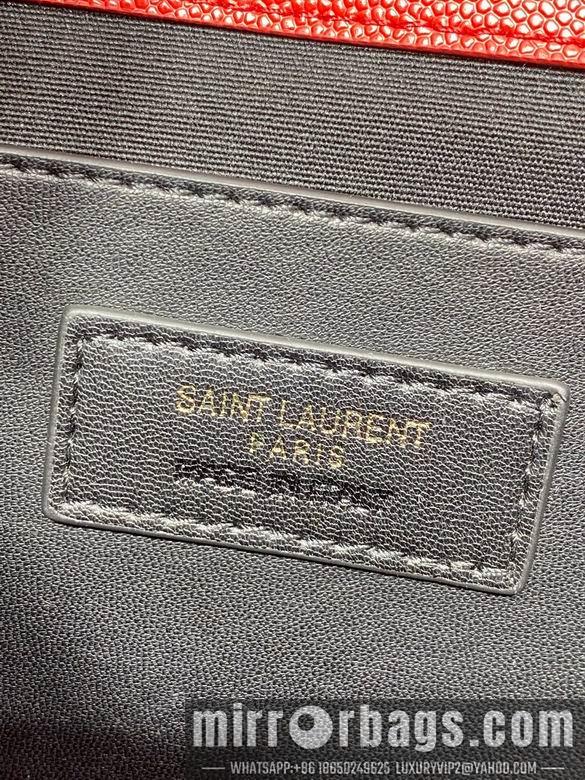 SAINT LAURENT
PARIS
mirrorbags.com
WHATSAPP:+86 18650249625 LUXURYVIP2@YAHOO.COM